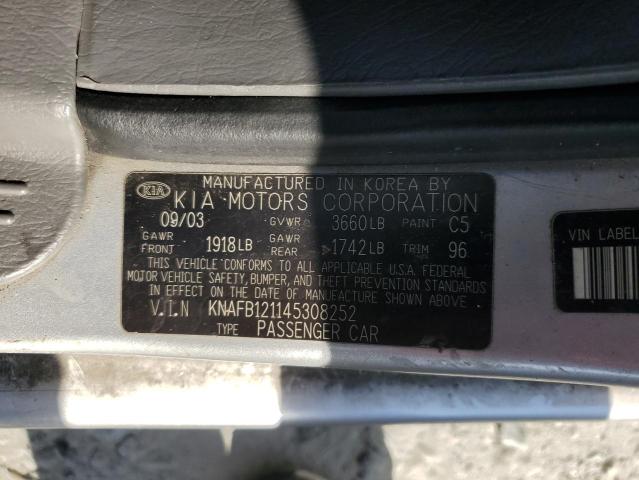 MANUFACTURED IN KOREA BY
KIA KIA MOTORS CORPORATION
09/03 GVWR 3660LB PAINT C5
GAWR FRONT 1918LB GAWR REAR 1742LB TRIM 96
THIS VEHICLE CONFORMS TO ALL APPLICABLE U.S.A. FEDERAL
MOTOR VEHICLE SAFETY, BUMPER, AND THEFT PREVENTION STANDARDS
IN EFFECT ON THE DATE OF MANUFACTURE SHOWN ABOVE.
V.I.N KNAFB121145308252
TYPE PASSENGER CAR
VIN LABEL